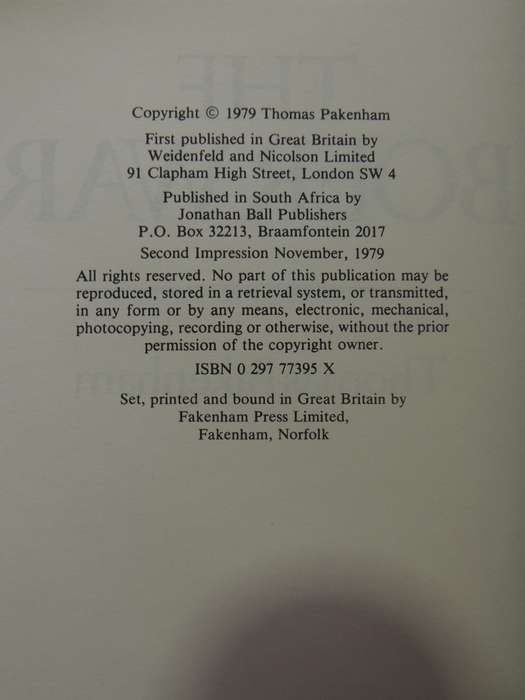 Copyright © 1979 Thomas Pakenham
First published in Great Britain by
Weidenfeld and Nicolson Limited
91 Clapham High Street, London SW 4
Published in South Africa by
Jonathan Ball Publishers
P.O. Box 32213, Braamfontein 2017
Second Impression November, 1979
All rights reserved. No part of this publication may be
reproduced, stored in a retrieval system, or transmitted,
in any form or by any means, electronic, mechanical,
photocopying, recording or otherwise, without the prior
permission of the copyright owner.
ISBN 0 297 77395 X
Set, printed and bound in Great Britain by
Fakenham Press Limited,
Fakenham, Norfolk